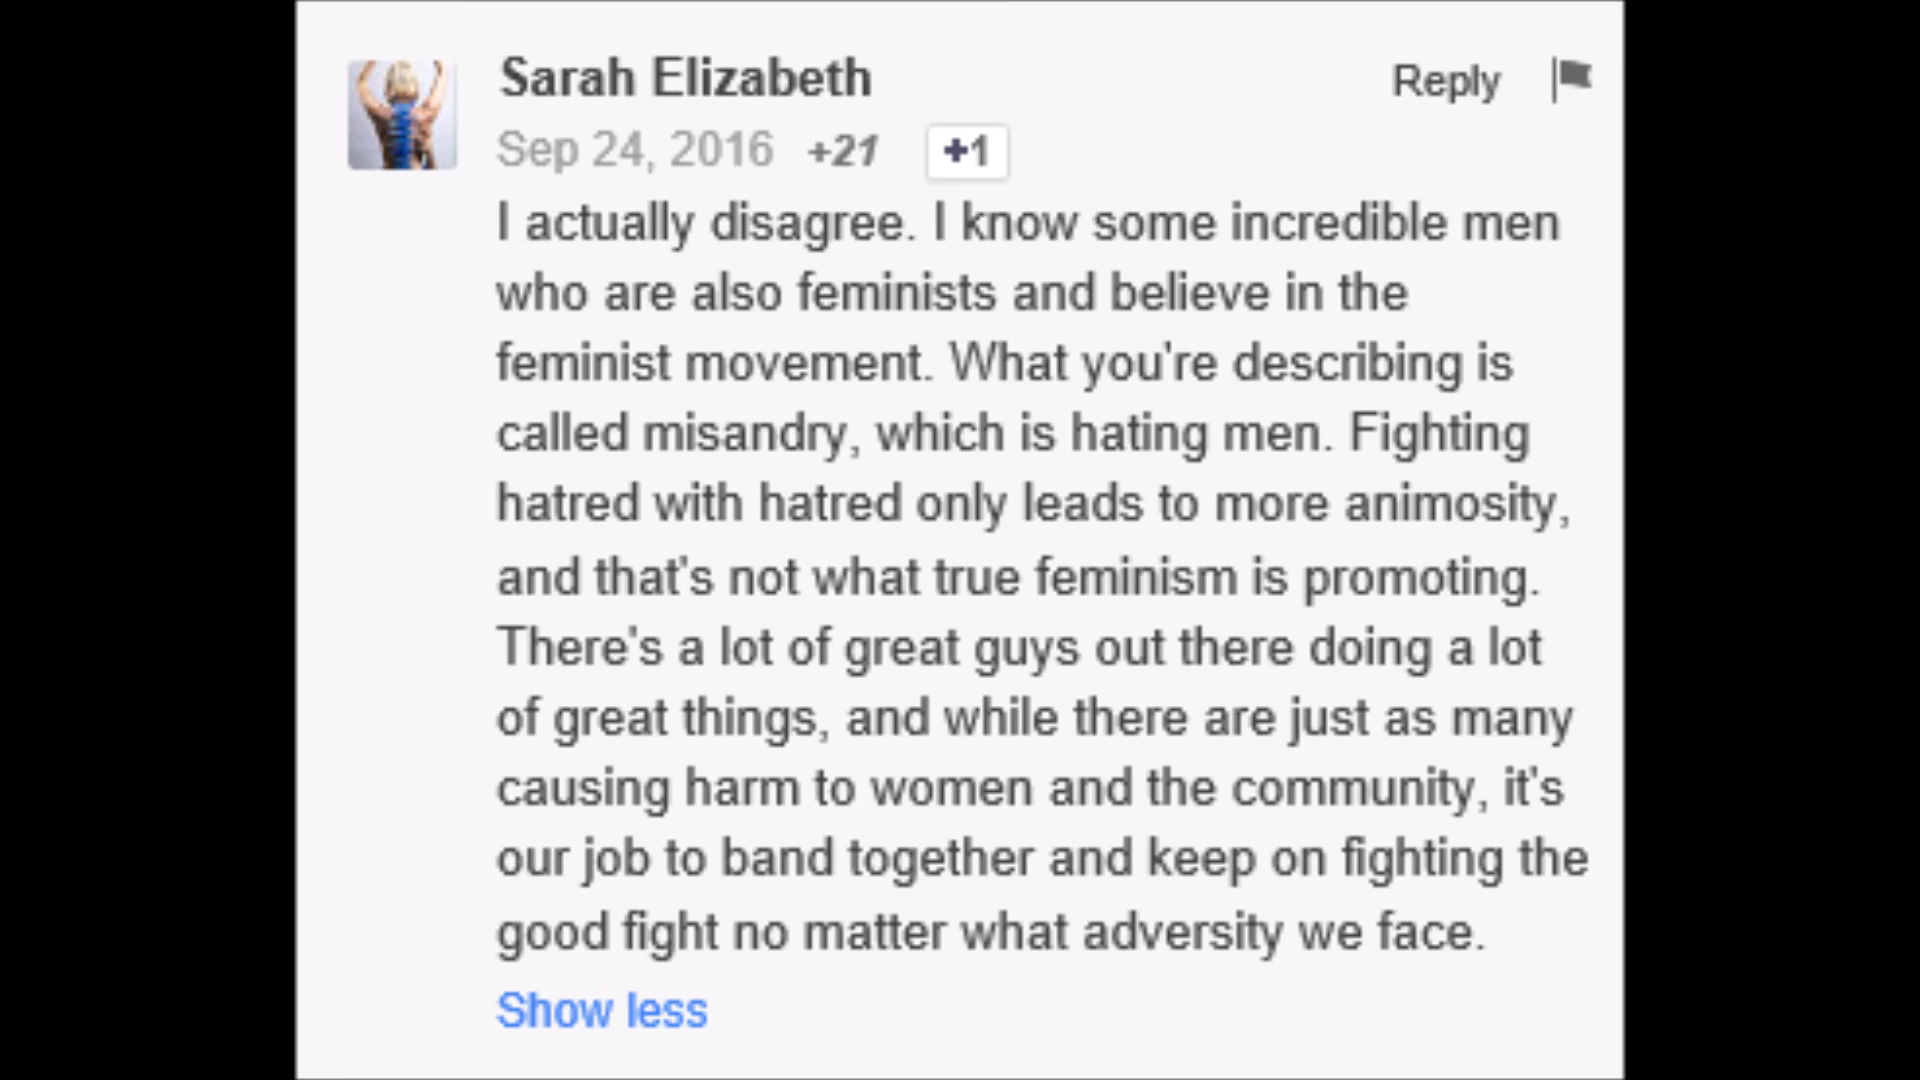 Sarah Elizabeth
Reply
Sep 24, 2016 +21 +1
I actually disagree. I know some incredible men
who are also feminists and believe in the
feminist movement. What you're describing is
called misandry, which is hating men. Fighting
hatred with hatred only leads to more animosity,
and that's not what true feminism is promoting.
There's a lot of great guys out there doing a lot
of great things, and while there are just as many
causing harm to women and the community, it's
our job to band together and keep on fighting the
good fight no matter what adversity we face.
Show less